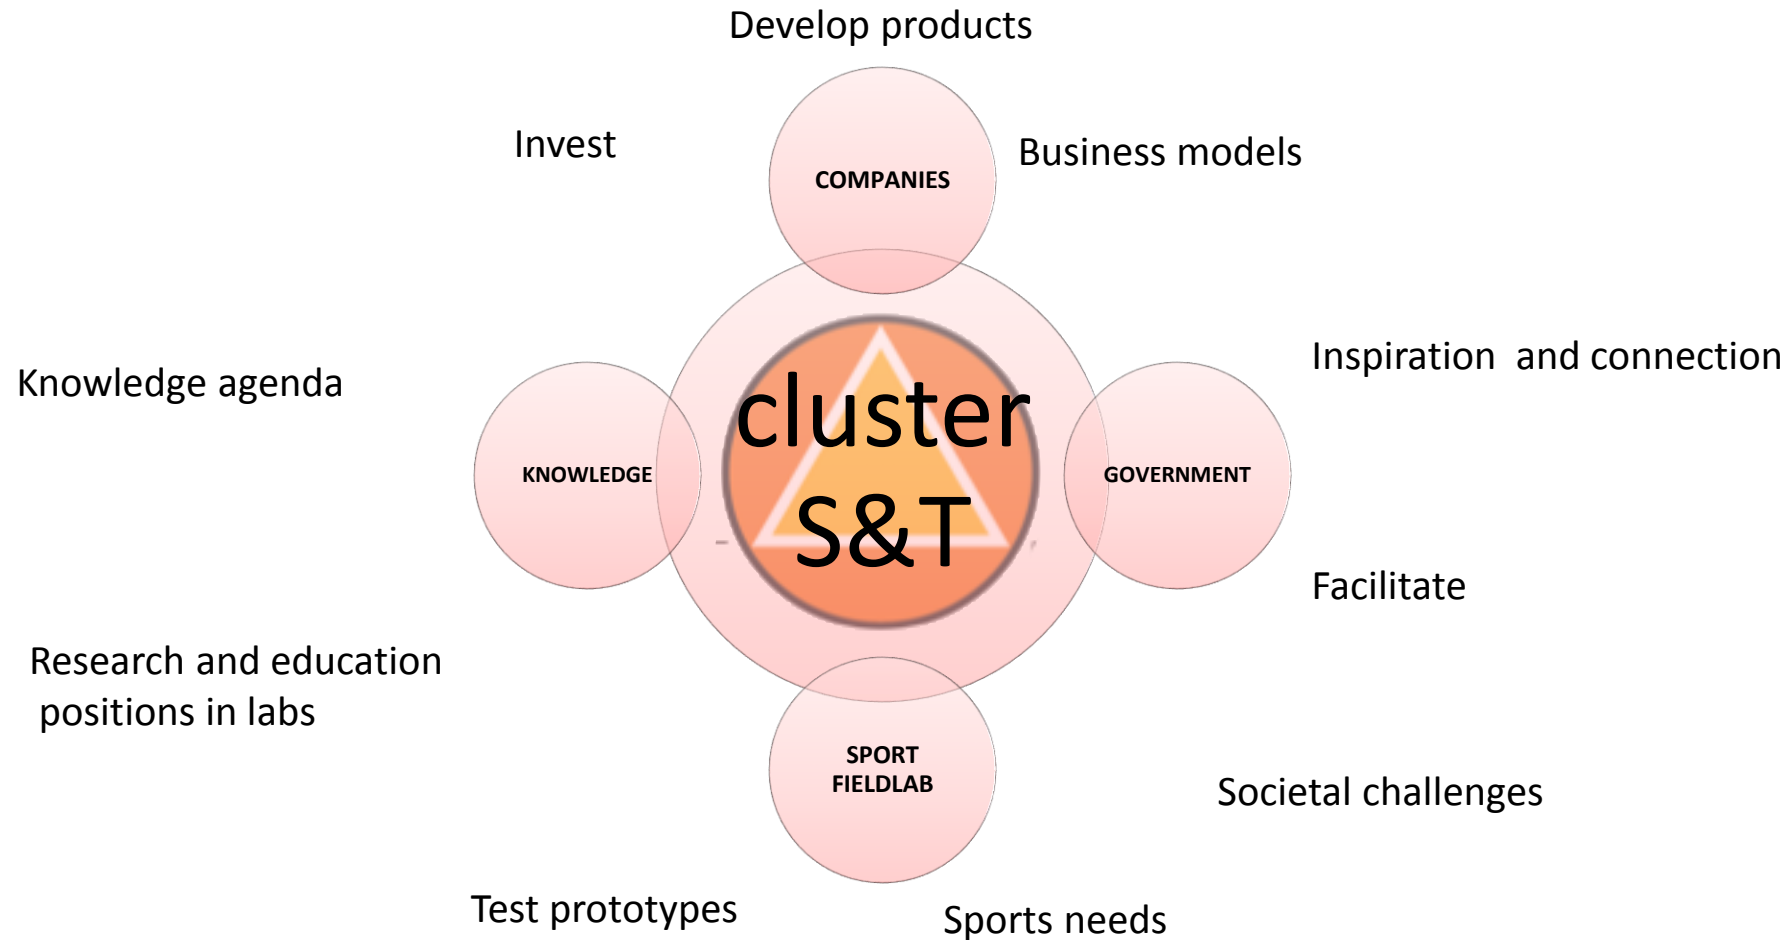 Develop products
Invest
Business models
COMPANIES
Inspiration  and connection
Knowledge agenda
cluster
KNOWLEDGE
GOVERNMENT
S&T
Facilitate
Research and education
positions in labs
SPORT
FIELDLAB
Societal challenges
Test prototypes
Sports needs